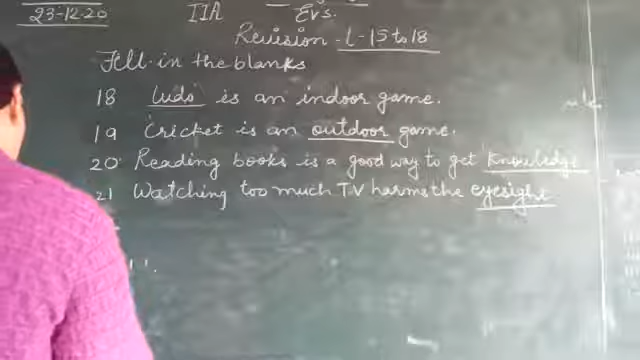 23-12-20 IIA Evs.
Revision - L-15 to 18
Fill in the blanks
18 Ludo is an indoor game.
19 Cricket is an outdoor game.
20 Reading books is a good way to get knowledge
21 Watching too much TV harms the eyesight